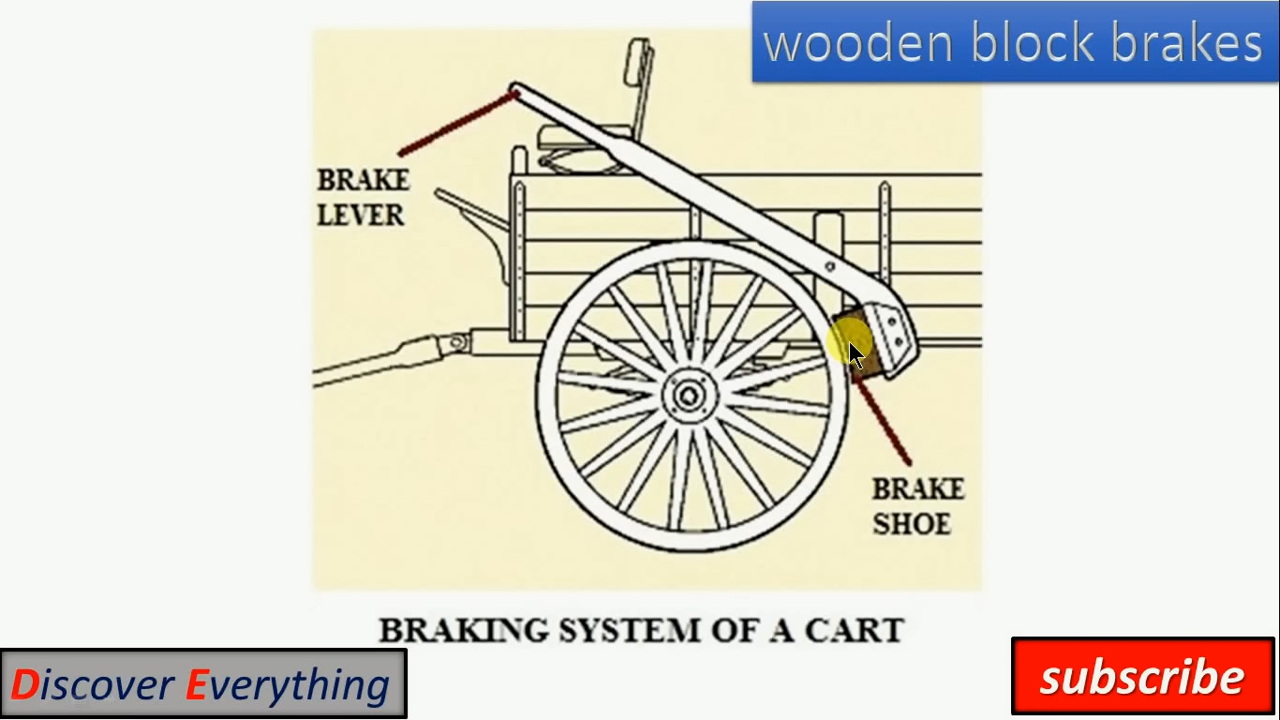 wooden block brakes
BRAKE
LEVER
BRAKE
SHOE
BRAKING SYSTEM OF A CART
Discover Everything
subscribe